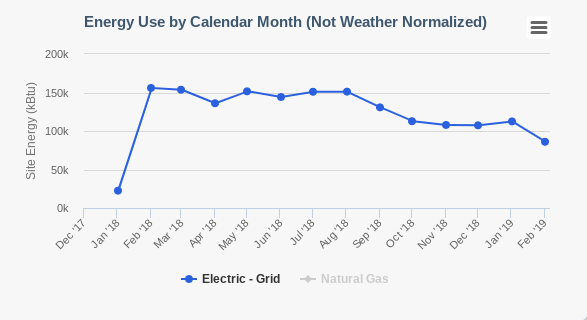 Energy Use by Calendar Month (Not Weather Normalized)
200k
150k
100k
50k
0k
Site Energy (kBtu)
Dec '17
Jan '18
Feb '18
Mar '18
Apr '18
May '18
Jun '18
Jul '18
Aug '18
Sep '18
Oct '18
Nov '18
Dec '18
Jan '19
Feb '19
Electric - Grid
Natural Gas